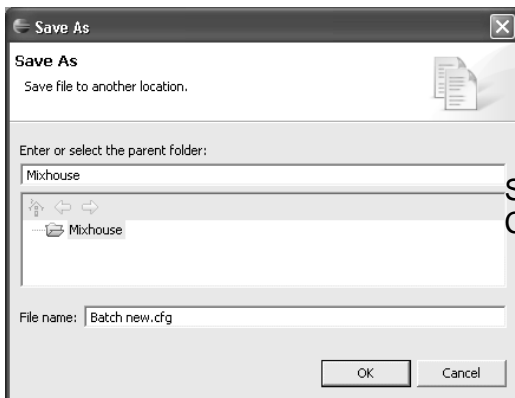 Save As
Save As
Save file to another location.
Enter or select the parent folder:
Mixhouse
Mixhouse
File name: Batch new.cfg
OK Cancel